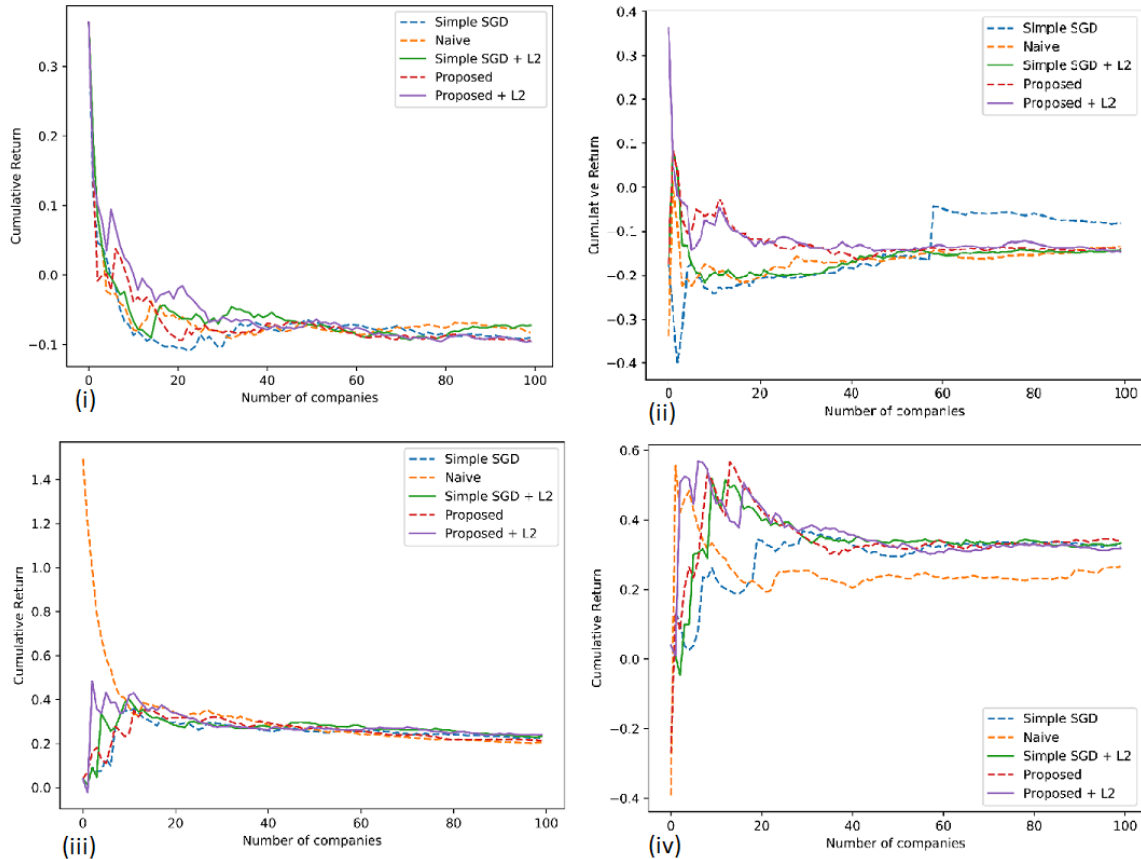 0.3
0.2
0.1
0.0
−0.1
Cumulative Return
Simple SGD
Naive
Simple SGD + L2
Proposed
Proposed + L2
0 20 40 60 80 100
Number of companies
(i)
0.4
0.3
0.2
0.1
0.0
−0.1
−0.2
−0.3
−0.4
Cumulative Return
Simple SGD
Naive
Simple SGD + L2
Proposed
Proposed + L2
0 20 40 60 80 100
Number of companies
(ii)
1.4
1.2
1.0
0.8
0.6
0.4
0.2
0.0
Cumulative Return
Simple SGD
Naive
Simple SGD + L2
Proposed
Proposed + L2
0 20 40 60 80 100
Number of companies
(iii)
0.6
0.4
0.2
0.0
−0.2
−0.4
Cumulative Return
Simple SGD
Naive
Simple SGD + L2
Proposed
Proposed + L2
0 20 40 60 80 100
Number of companies
(iv)